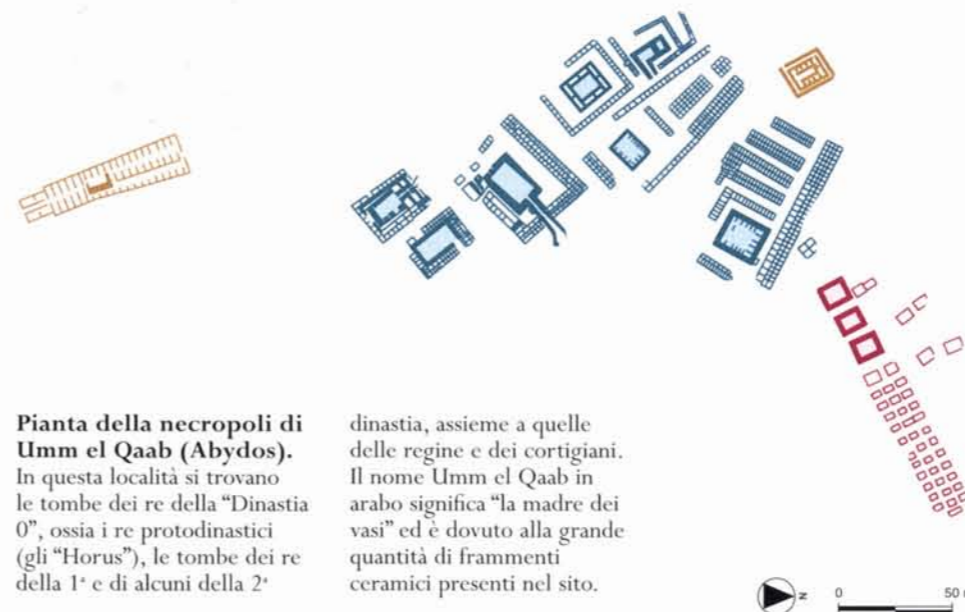 Pianta della necropoli di
Umm el Qaab (Abydos).
In questa località si trovano
le tombe dei re della “Dinastia
0”, ossia i re protodinastici
(gli “Horus”), le tombe dei re
della 1ª e di alcuni della 2ª
dinastia, assieme a quelle
delle regine e dei cortigiani.
Il nome Umm el Qaab in
arabo significa “la madre dei
vasi” ed è dovuto alla grande
quantità di frammenti
ceramici presenti nel sito.
N
0 50